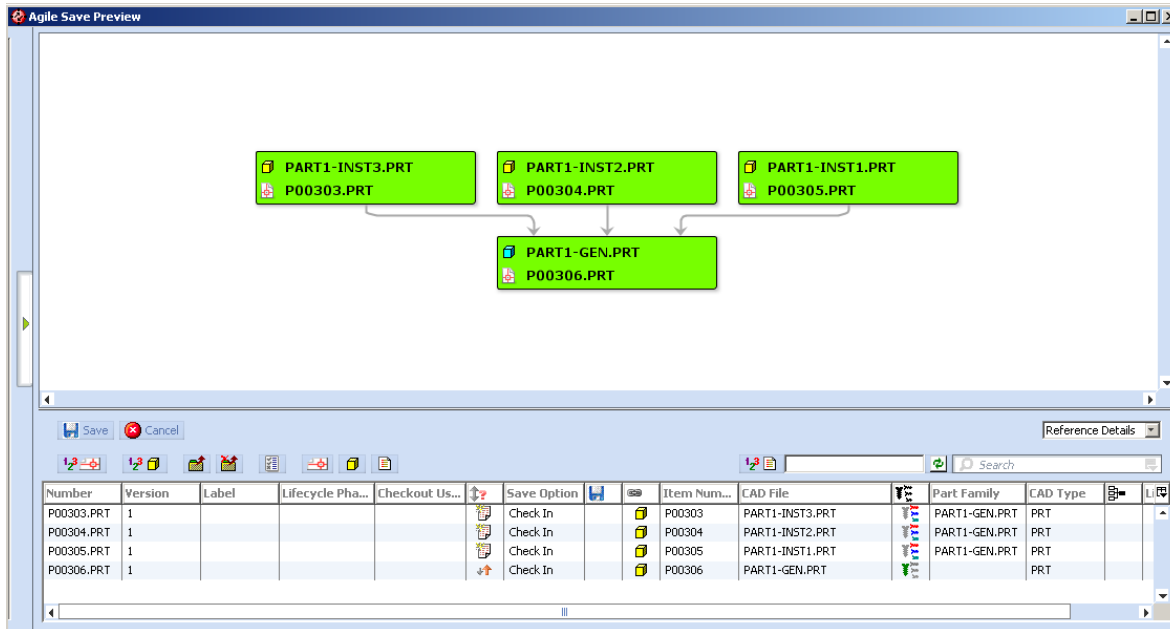 Agile Save Preview
PART1-INST3.PRT
P00303.PRT
PART1-INST2.PRT
P00304.PRT
PART1-INST1.PRT
P00305.PRT
PART1-GEN.PRT
P00306.PRT
Save Cancel Reference Details
Search
Number Version Label Lifecycle Pha... Checkout Us... Save Option Item Num... CAD File Part Family CAD Type
P00303.PRT 1 Check In P00303 PART1-INST3.PRT PART1-GEN.PRT PRT
P00304.PRT 1 Check In P00304 PART1-INST2.PRT PART1-GEN.PRT PRT
P00305.PRT 1 Check In P00305 PART1-INST1.PRT PART1-GEN.PRT PRT
P00306.PRT 1 Check In P00306 PART1-GEN.PRT PRT